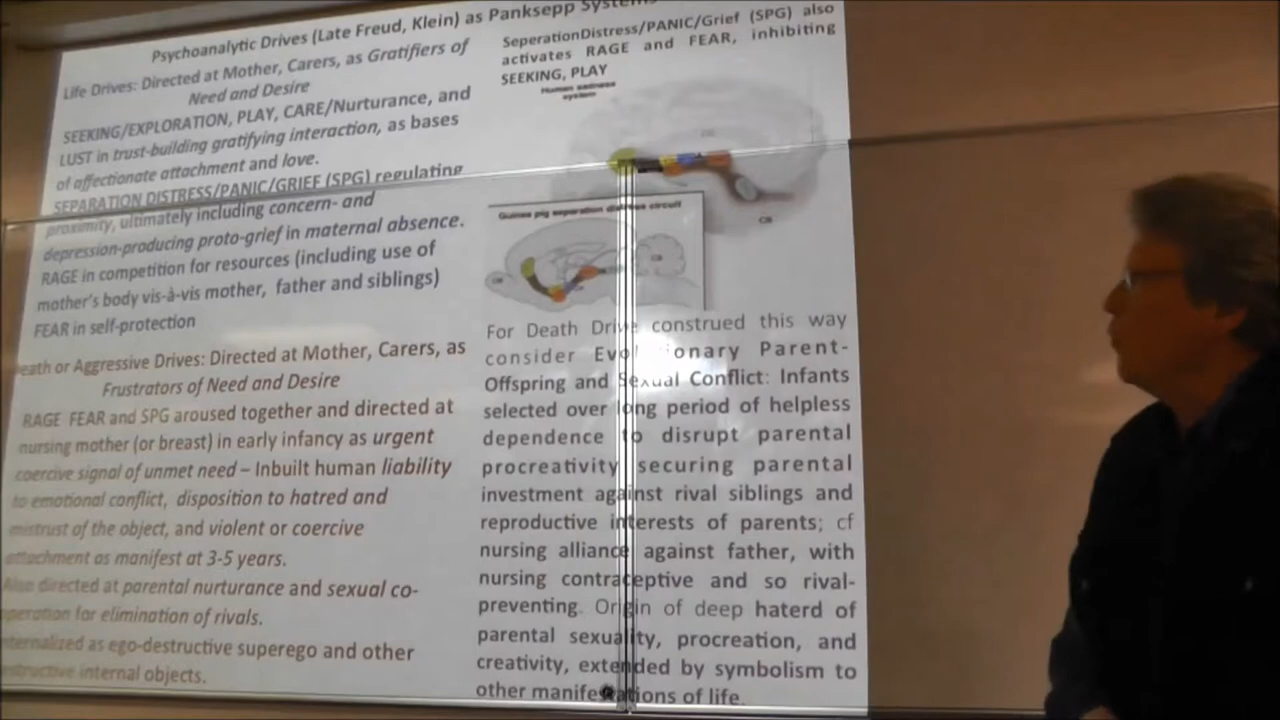 Psychoanalytic Drives (Late Freud, Klein) as Panksepp Systems
Life Drives: Directed at Mother, Carers, as Gratifiers of
Need and Desire
SEEKING/EXPLORATION, PLAY, CARE/Nurturance, and
LUST in trust-building gratifying interaction, as bases
of affectionate attachment and love.
SEPARATION DISTRESS/PANIC/GRIEF (SPG) regulating
proximity, ultimately including concern- and
depression-producing proto-grief in maternal absence.
RAGE in competition for resources (including use of
mother's body vis-à-vis mother, father and siblings)
FEAR in self-protection
eath or Aggressive Drives: Directed at Mother, Carers, as
Frustrators of Need and Desire
RAGE FEAR and SPG aroused together and directed at
nursing mother (or breast) in early infancy as urgent
coercive signal of unmet need – Inbuilt human liability
to emotional conflict, disposition to hatred and
mistrust of the object, and violent or coercive
attachment as manifest at 3-5 years.
Also directed at parental nurturance and sexual co-
operation for elimination of rivals.
nternalized as ego-destructive superego and other
estructive internal objects.
SeperationDistress/PANIC/Grief (SPG) also
activates RAGE and FEAR, inhibiting
SEEKING, PLAY
Human sadness
system
CB
Guinea pig separation distress circuit
For Death Drive construed this way
consider Evolutionary Parent-
Offspring and Sexual Conflict: Infants
selected over long period of helpless
dependence to disrupt parental
procreativity securing parental
investment against rival siblings and
reproductive interests of parents; cf
nursing alliance against father, with
nursing contraceptive and so rival-
preventing. Origin of deep haterd of
parental sexuality, procreation, and
creativity, extended by symbolism to
other manifestations of life.